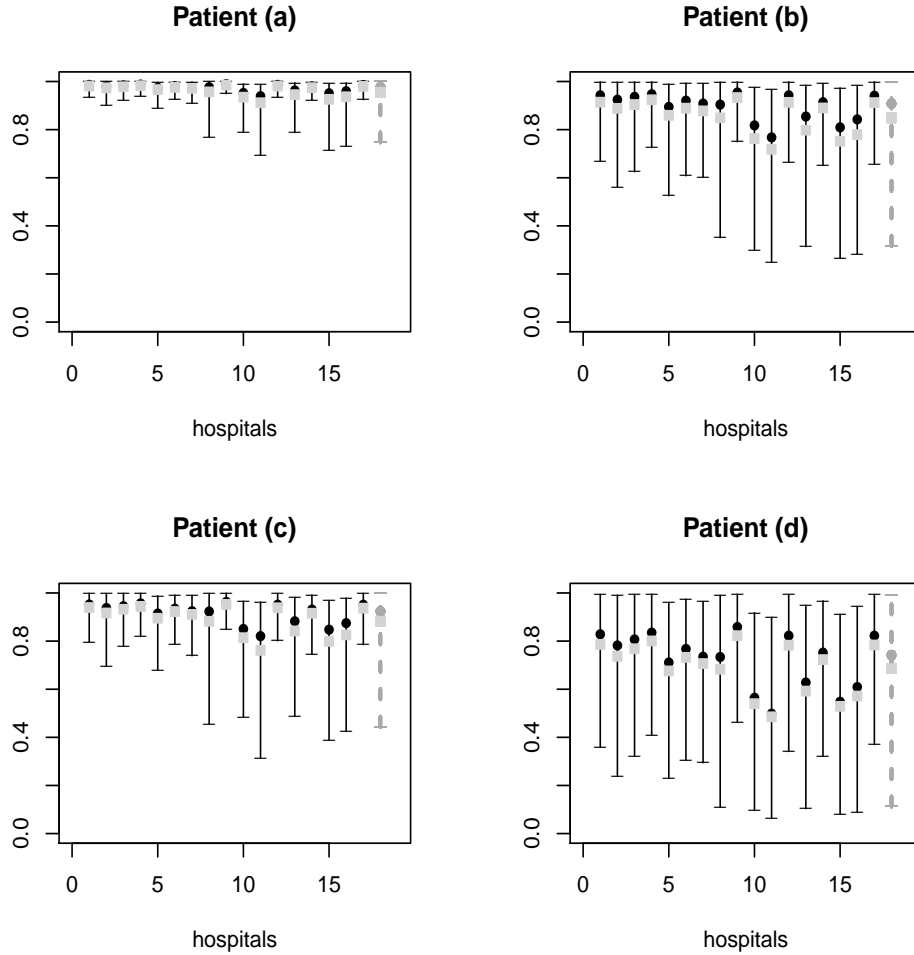 Patient (a)
0.0 0.4 0.8
0 5 10 15
hospitals
Patient (b)
0.0 0.4 0.8
0 5 10 15
hospitals
Patient (c)
0.0 0.4 0.8
0 5 10 15
hospitals
Patient (d)
0.0 0.4 0.8
0 5 10 15
hospitals